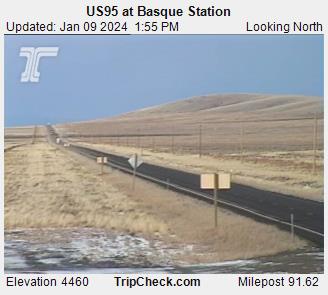 US95 at Basque Station
Updated: Jan 09 2024 1:55 PM Looking North
Elevation 4460 TripCheck.com Milepost 91.62